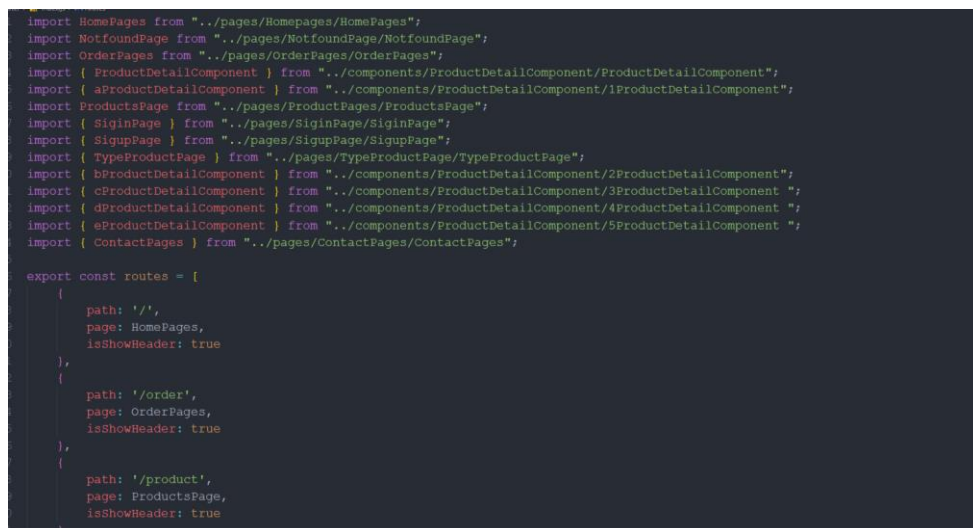 import HomePages from "../pages/Homepages/HomePages";
import NotfoundPage from "../pages/NotfoundPage/NotfoundPage";
import OrderPages from "../pages/OrderPages/OrderPages";
import { ProductDetailComponent } from "../components/ProductDetailComponent/ProductDetailComponent";
import { aProductDetailComponent } from "../components/ProductDetailComponent/1ProductDetailComponent";
import ProductsPage from "../pages/ProductPages/ProductsPage";
import { SiginPage } from "../pages/SiginPage/SiginPage";
import { SigupPage } from "../pages/SigupPage/SigupPage";
import { TypeProductPage } from "../pages/TypeProductPage/TypeProductPage";
import { bProductDetailComponent } from "../components/ProductDetailComponent/2ProductDetailComponent";
import { cProductDetailComponent } from "../components/ProductDetailComponent/3ProductDetailComponent ";
import { dProductDetailComponent } from "../components/ProductDetailComponent/4ProductDetailComponent ";
import { eProductDetailComponent } from "../components/ProductDetailComponent/5ProductDetailComponent ";
import { ContactPages } from "../pages/ContactPages/ContactPages";
export const routes = [
{
path: '/',
page: HomePages,
isShowHeader: true
},
{
path: '/order',
page: OrderPages,
isShowHeader: true
},
{
path: '/product',
page: ProductsPage,
isShowHeader: true